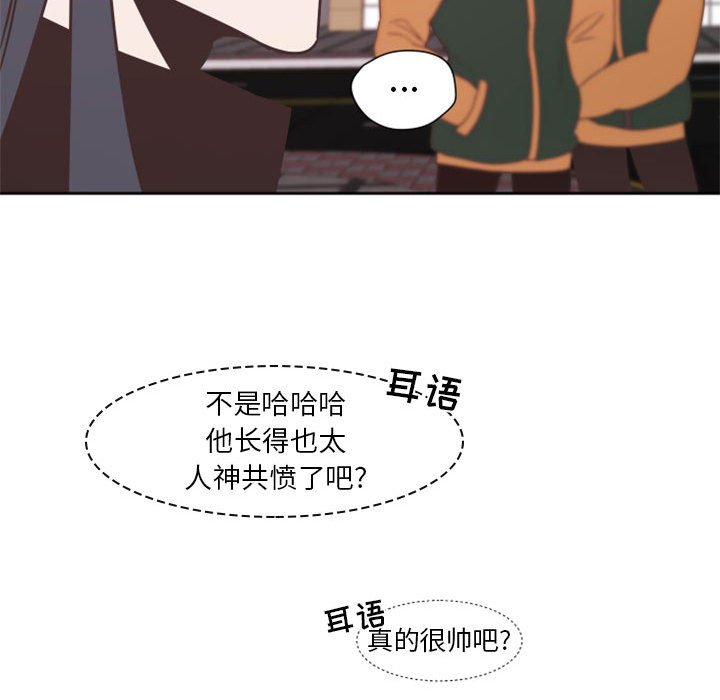 ...
耳语
不是哈哈哈
他长得也太
人神共愤了吧?
耳语
真的很帅吧?